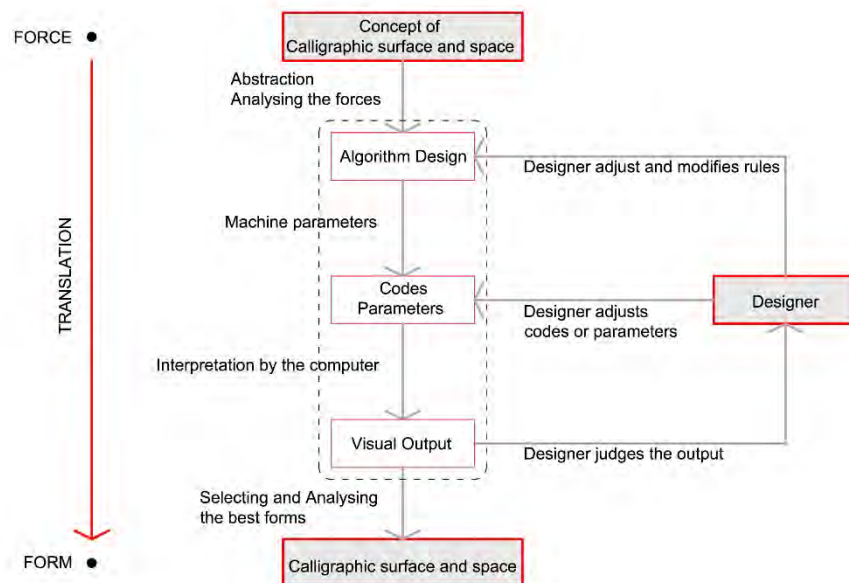 FORCE
Concept of
Calligraphic surface and space
Abstraction
Analysing the forces
Algorithm Design
Designer adjust and modifies rules
Machine parameters
TRANSLATION
Codes
Parameters
Designer adjusts
codes or parameters
Designer
Interpretation by the computer
Visual Output
Designer judges the output
Selecting and Analysing
the best forms
FORM
Calligraphic surface and space